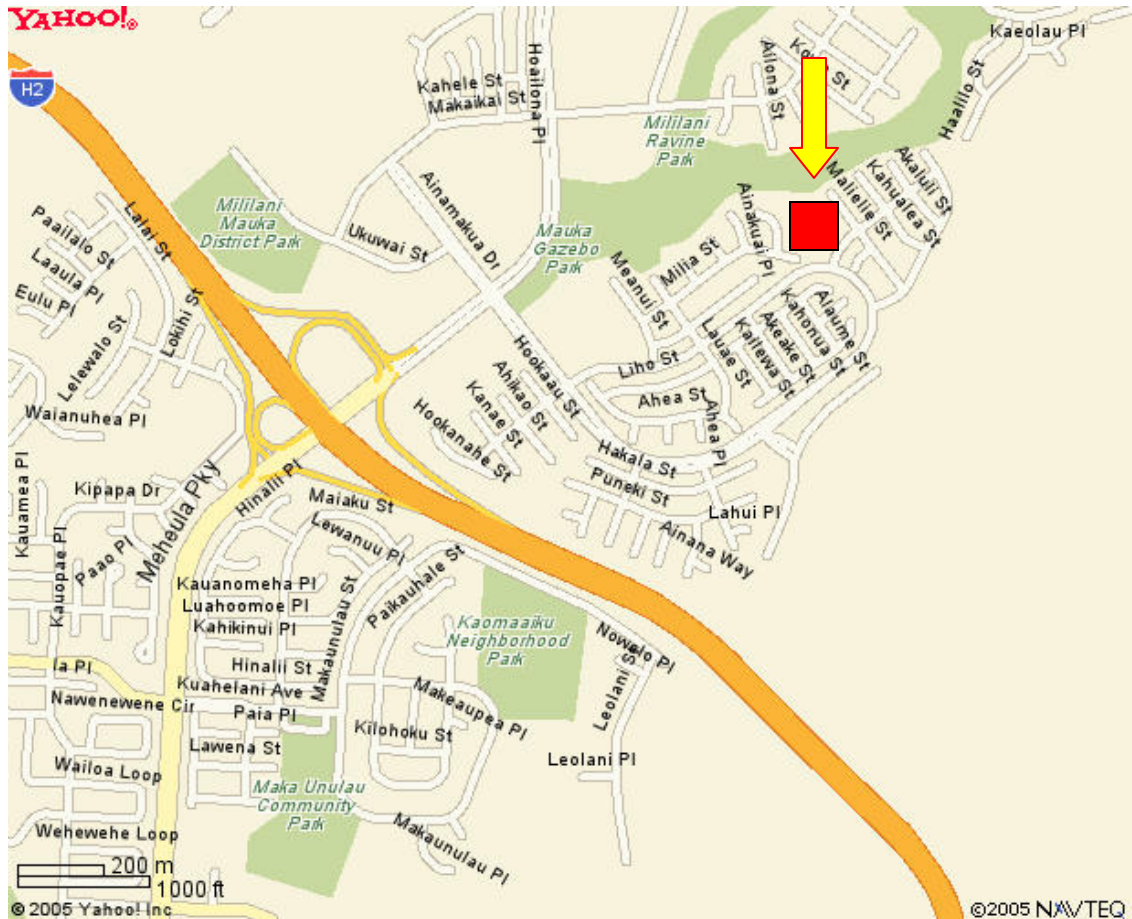 YAHOO!®
H2
Kaeolau Pl
Ailona St
Kahele St
Makaikai St
Hoailona Pl
Haalilo St
Mililani
Ravine
Park
Akaluli St
Kahualea St
Malielie St
Ainamakua Dr
Ainakuai Pl
Lalai St
Paailalo St
Mililani
Mauka
District Park
Ukuwai St
Mauka
Gazebo
Park
Milia St
Meanui St
Laaula Pl
Eulu Pl
Lokihi St
Lelewalo St
Alaume St
Kahonua St
Akeake St
Kailewa St
Lauae St
Hookaau St
Liho St
Waianuhea Pl
Ahikao St
Kanae St
Hookanahe St
Ahea St
Ahea Pl
Hakala St
Puneki St
Lahui Pl
Ainana Way
Kauamea Pl
Kipapa Dr
Meheula Pky
Hinalii Pl
Maiaku St
Lewanuu Pl
Paao Pl
Kauopae Pl
Kauanomeha Pl
Luahoomoe Pl
Kahikinui Pl
Makaunulau St
Paikauhale St
Kaomaaiku
Neighborhood
Park
Nowelo Pl
Leolani St
la Pl
Hinalii St
Kuahelani Ave
Nawenewene Cir
Paia Pl
Makeaupea Pl
Kilohoku St
Lawena St
Leolani Pl
Wailoa Loop
Maka Unulau
Community
Park
Wehewehe Loop
Makaunulau Pl
200 m
1000 ft
© 2005 Yahoo! Inc
©2005 NAVTEQ